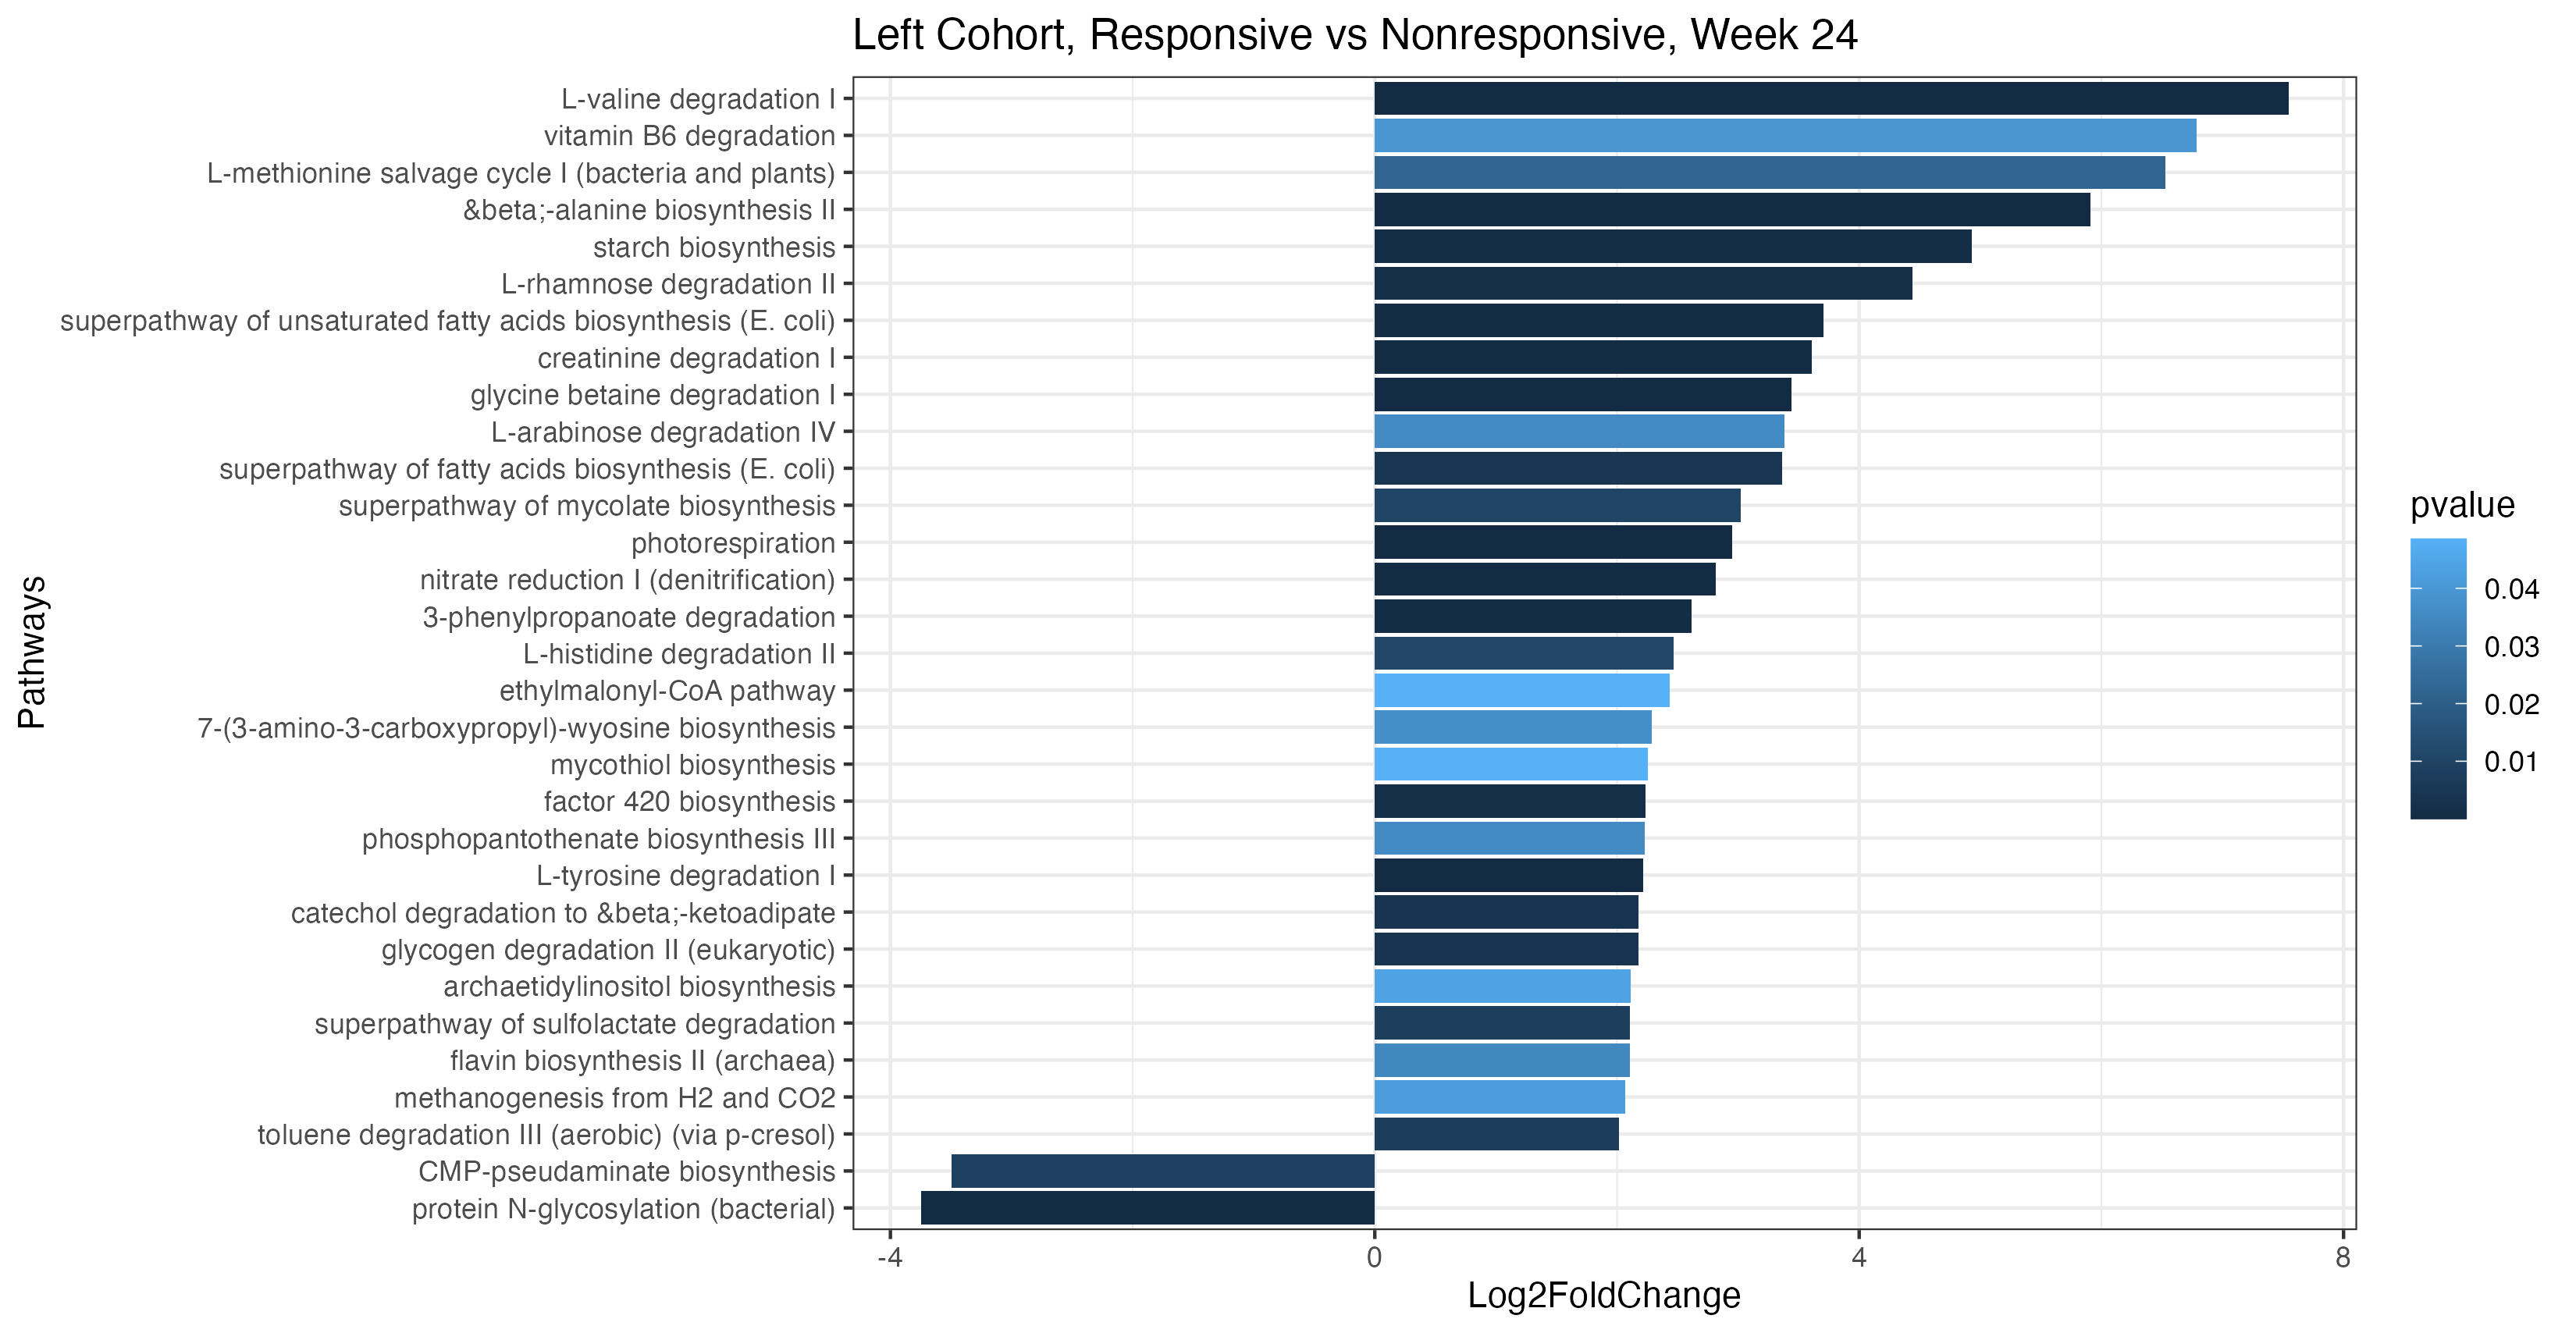 Left Cohort, Responsive vs Nonresponsive, Week 24
Pathways
L-valine degradation I
vitamin B6 degradation
L-methionine salvage cycle I (bacteria and plants)
&beta;-alanine biosynthesis II
starch biosynthesis
L-rhamnose degradation II
superpathway of unsaturated fatty acids biosynthesis (E. coli)
creatinine degradation I
glycine betaine degradation I
L-arabinose degradation IV
superpathway of fatty acids biosynthesis (E. coli)
superpathway of mycolate biosynthesis
photorespiration
nitrate reduction I (denitrification)
3-phenylpropanoate degradation
L-histidine degradation II
ethylmalonyl-CoA pathway
7-(3-amino-3-carboxypropyl)-wyosine biosynthesis
mycothiol biosynthesis
factor 420 biosynthesis
phosphopantothenate biosynthesis III
L-tyrosine degradation I
catechol degradation to &beta;-ketoadipate
glycogen degradation II (eukaryotic)
archaetidylinositol biosynthesis
superpathway of sulfolactate degradation
flavin biosynthesis II (archaea)
methanogenesis from H2 and CO2
toluene degradation III (aerobic) (via p-cresol)
CMP-pseudaminate biosynthesis
protein N-glycosylation (bacterial)
-4 0 4 8
Log2FoldChange
pvalue
0.04
0.03
0.02
0.01